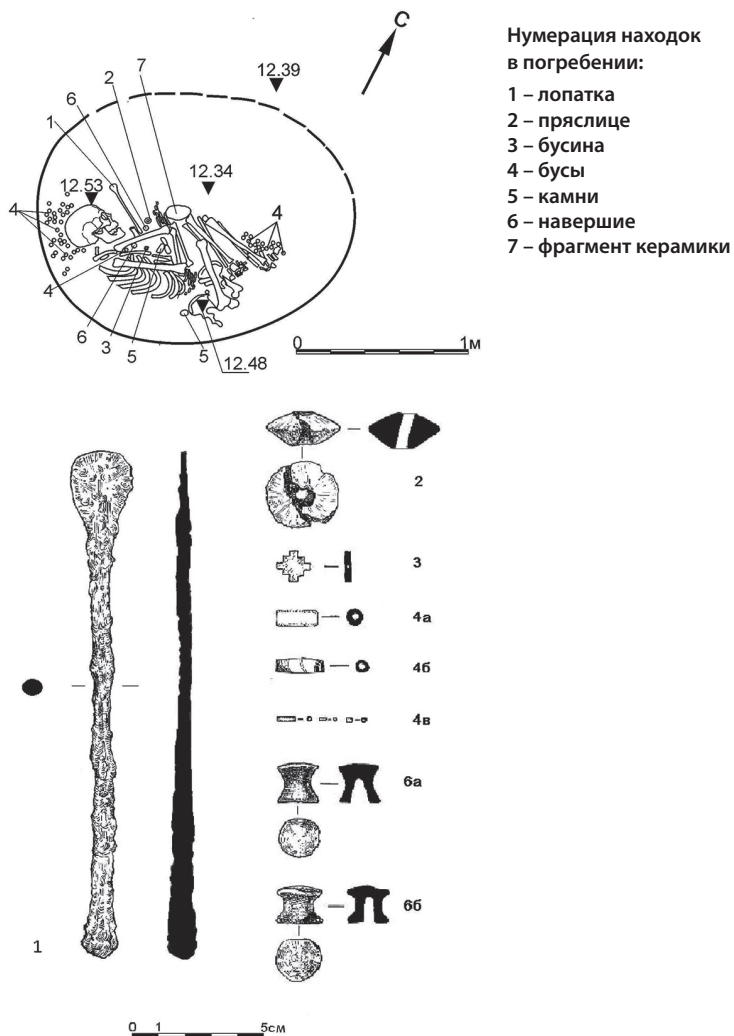 С
Нумерация находок
в погребении:
1 – лопатка
2 – пряслице
3 – бусина
4 – бусы
5 – камни
6 – навершие
7 – фрагмент керамики
7
2
6
1
12.39
12.53
12.34
4
4
4
6
3
5
5
12.48
0
1м
2
3
4а
4б
4в
6а
6б
1
0 1 5см